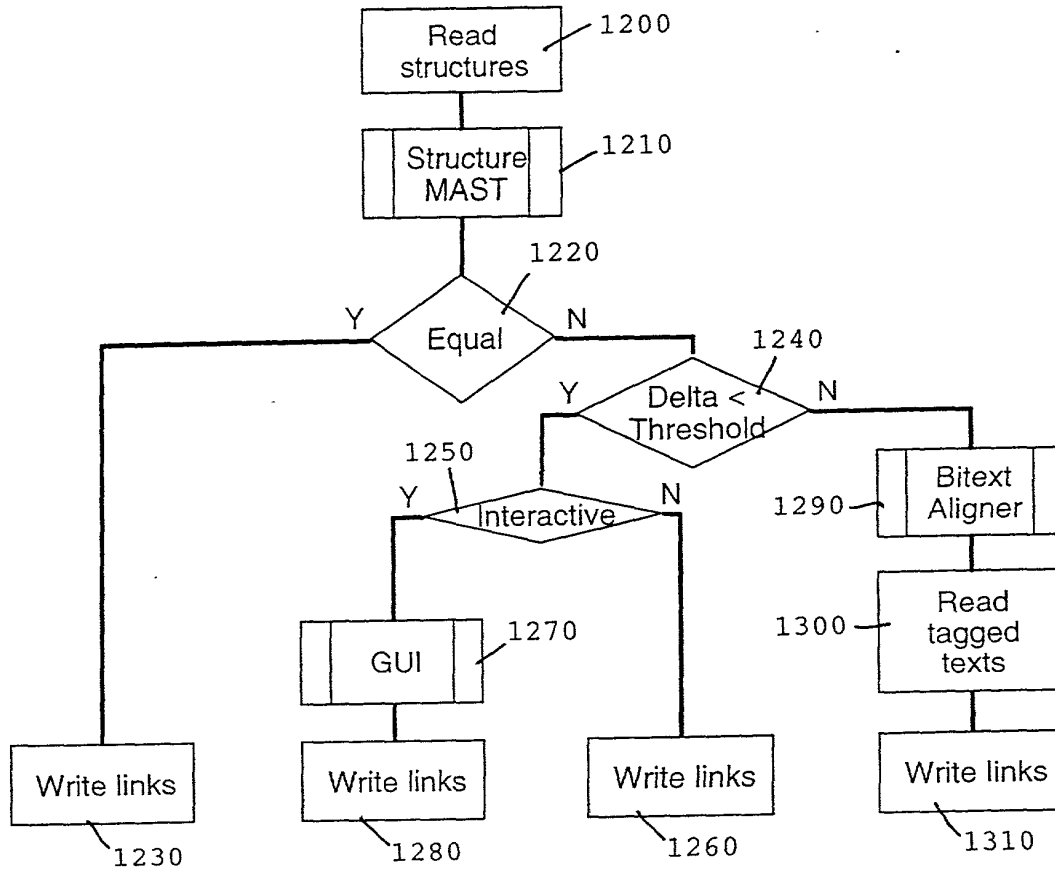 Read
structures
1200
Structure
MAST
1210
1220
Y
Equal
N
1240
Y
Delta <
Threshold
N
1250
Y
Interactive
N
Bitext
Aligner
1290
Read
tagged
texts
1300
GUI
1270
Write links
Write links
Write links
Write links
1230
1280
1260
1310